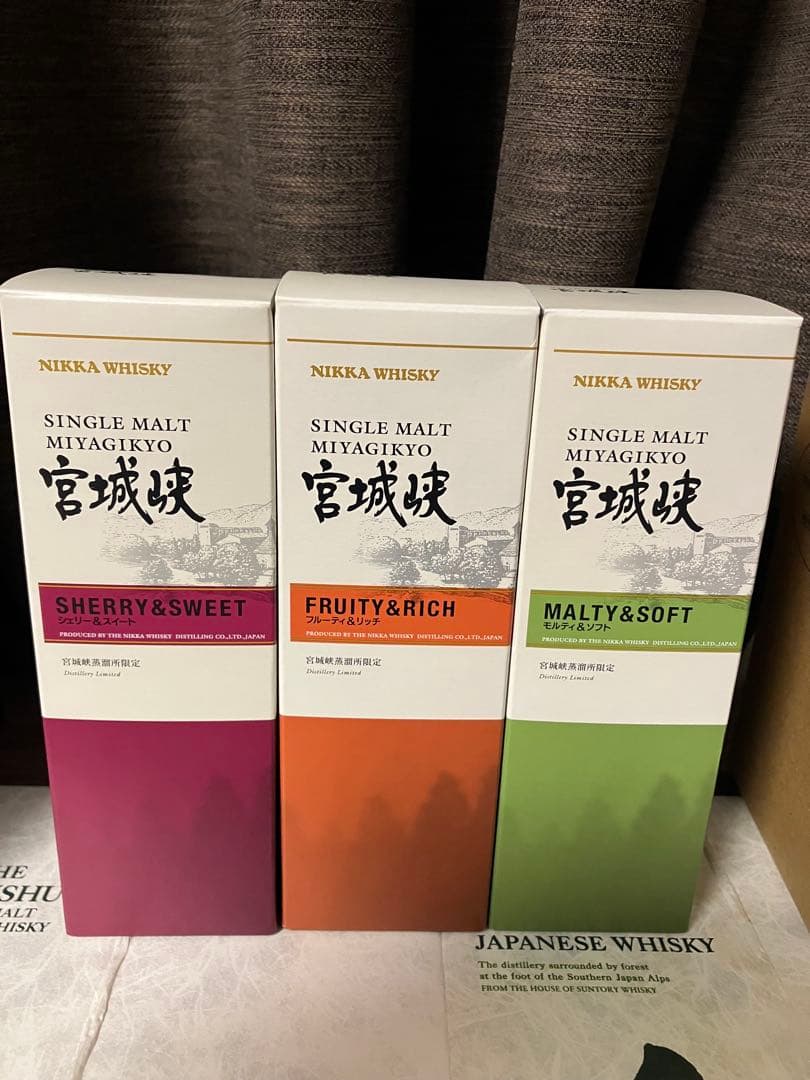 NIKKA WHISKY
SINGLE MALT
MIYAGIKYO
宮城峡
SHERRY&SWEET
シェリー&スイート
PRODUCED BY THE NIKKA WHISKY DISTILLING CO.,LTD.,JAPAN
宮城峡蒸溜所限定
Distillery Limited
NIKKA WHISKY
SINGLE MALT
MIYAGIKYO
宮城峡
FRUITY&RICH
フルーティ&リッチ
PRODUCED BY THE NIKKA WHISKY DISTILLING CO.,LTD.,JAPAN
宮城峡蒸溜所限定
Distillery Limited
NIKKA WHISKY
SINGLE MALT
MIYAGIKYO
宮城峡
MALTY&SOFT
モルティ&ソフト
PRODUCED BY THE NIKKA WHISKY DISTILLING CO.,LTD.,JAPAN
宮城峡蒸溜所限定
Distillery Limited
JAPANESE WHISKY
The distillery surrounded by forest
at the foot of the Southern Japan Alps
FROM THE HOUSE OF SUNTORY WHISKY